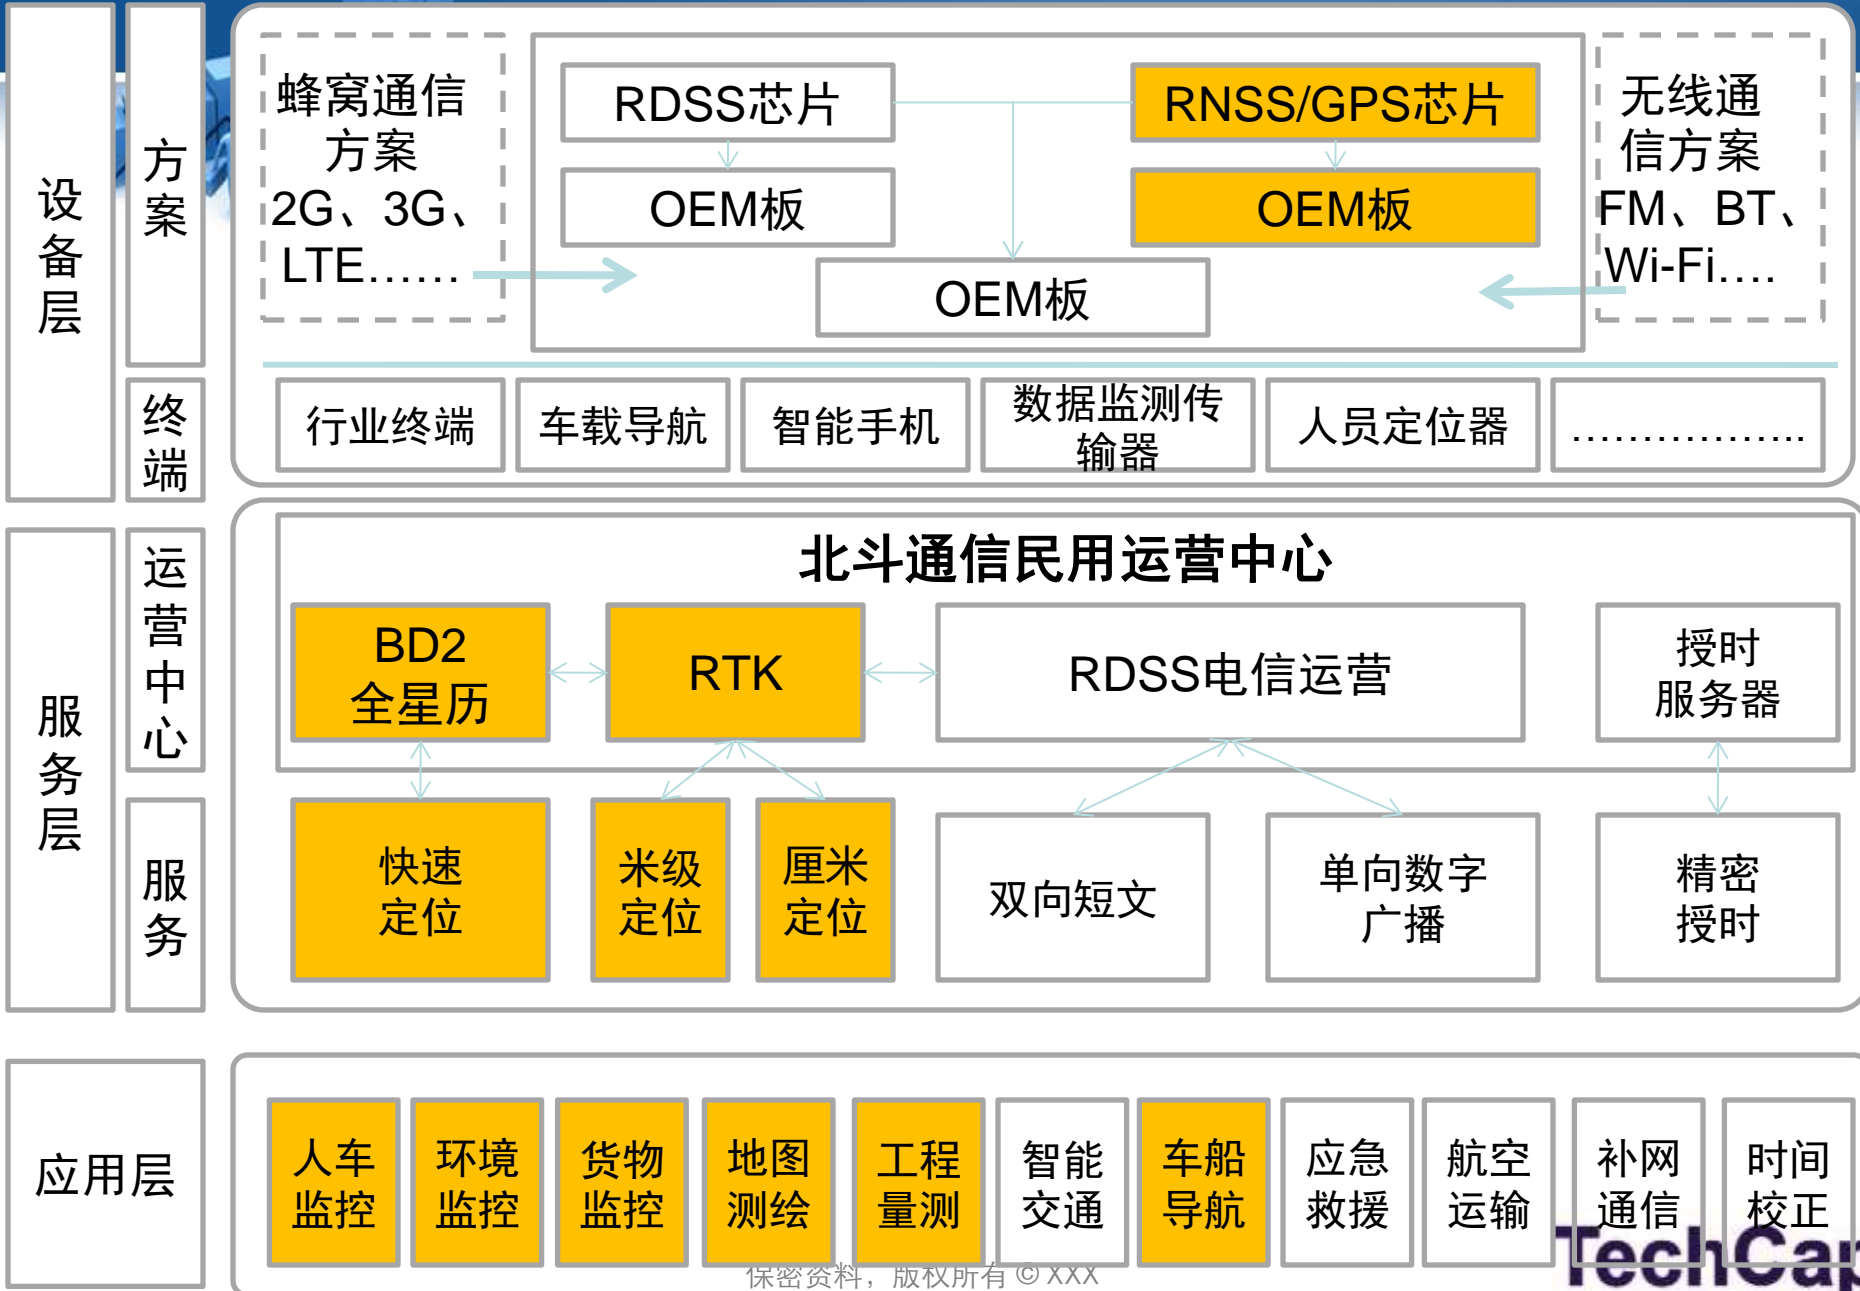 设
备
层
方
案
蜂窝通信
方案
2G、3G、
LTE……
RDSS芯片
RNSS/GPS芯片
OEM板
OEM板
OEM板
无线通
信方案
FM、BT、
Wi-Fi….
终
端
行业终端
车载导航
智能手机
数据监测传
输器
人员定位器
……………..
服
务
层
运
营
中
心
北斗通信民用运营中心
BD2
全星历
RTK
RDSS电信运营
授时
服务器
服
务
快速
定位
米级
定位
厘米
定位
双向短文
单向数字
广播
精密
授时
应用层
人车
监控
环境
监控
货物
监控
地图
测绘
工程
量测
智能
交通
车船
导航
应急
救援
航空
运输
补网
通信
时间
校正
保密资料，版权所有 © XXX
TechCap